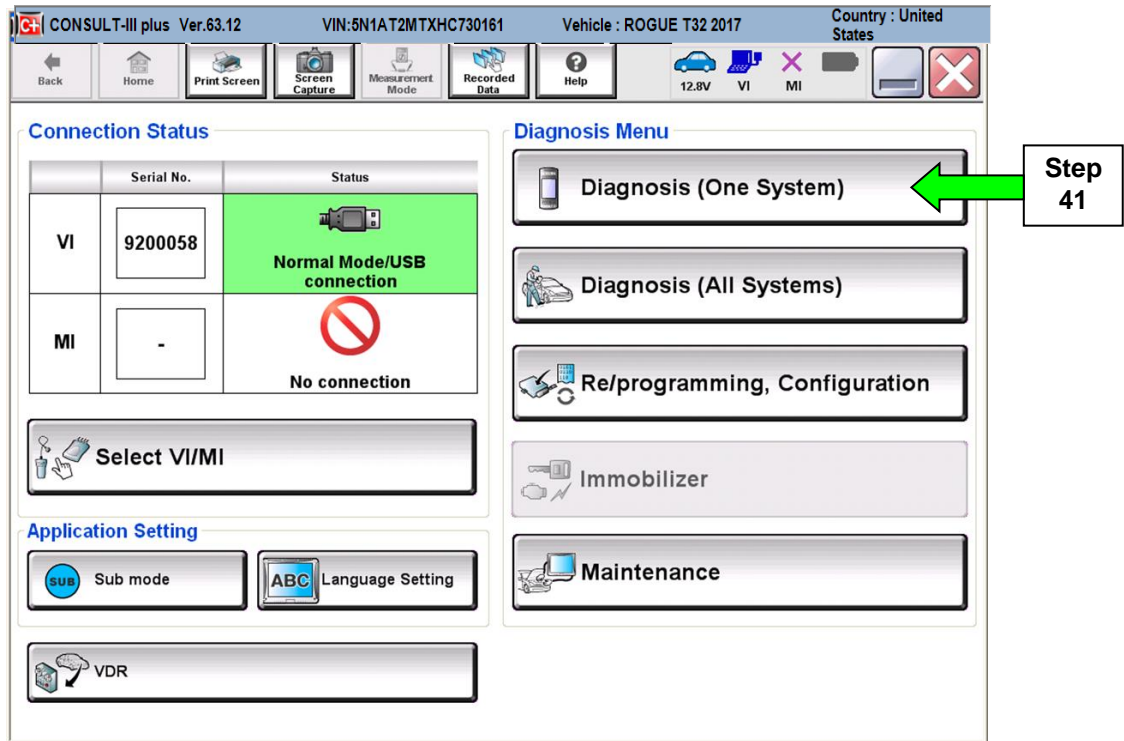 C+ CONSULT-III plus Ver.63.12 VIN:5N1AT2MTXHC730161 Vehicle : ROGUE T32 2017 Country : United
States
Back
Home
Print Screen
Screen
Capture
Measurement
Mode
Recorded
Data
Help
12.8V
VI
MI
Connection Status
Serial No. Status
VI
9200058
Normal Mode/USB
connection
MI
-
No connection
Select VI/MI
Application Setting
SUB Sub mode
ABC Language Setting
VDR
Diagnosis Menu
Diagnosis (One System)
Diagnosis (All Systems)
Re/programming, Configuration
Immobilizer
Maintenance
Step
41